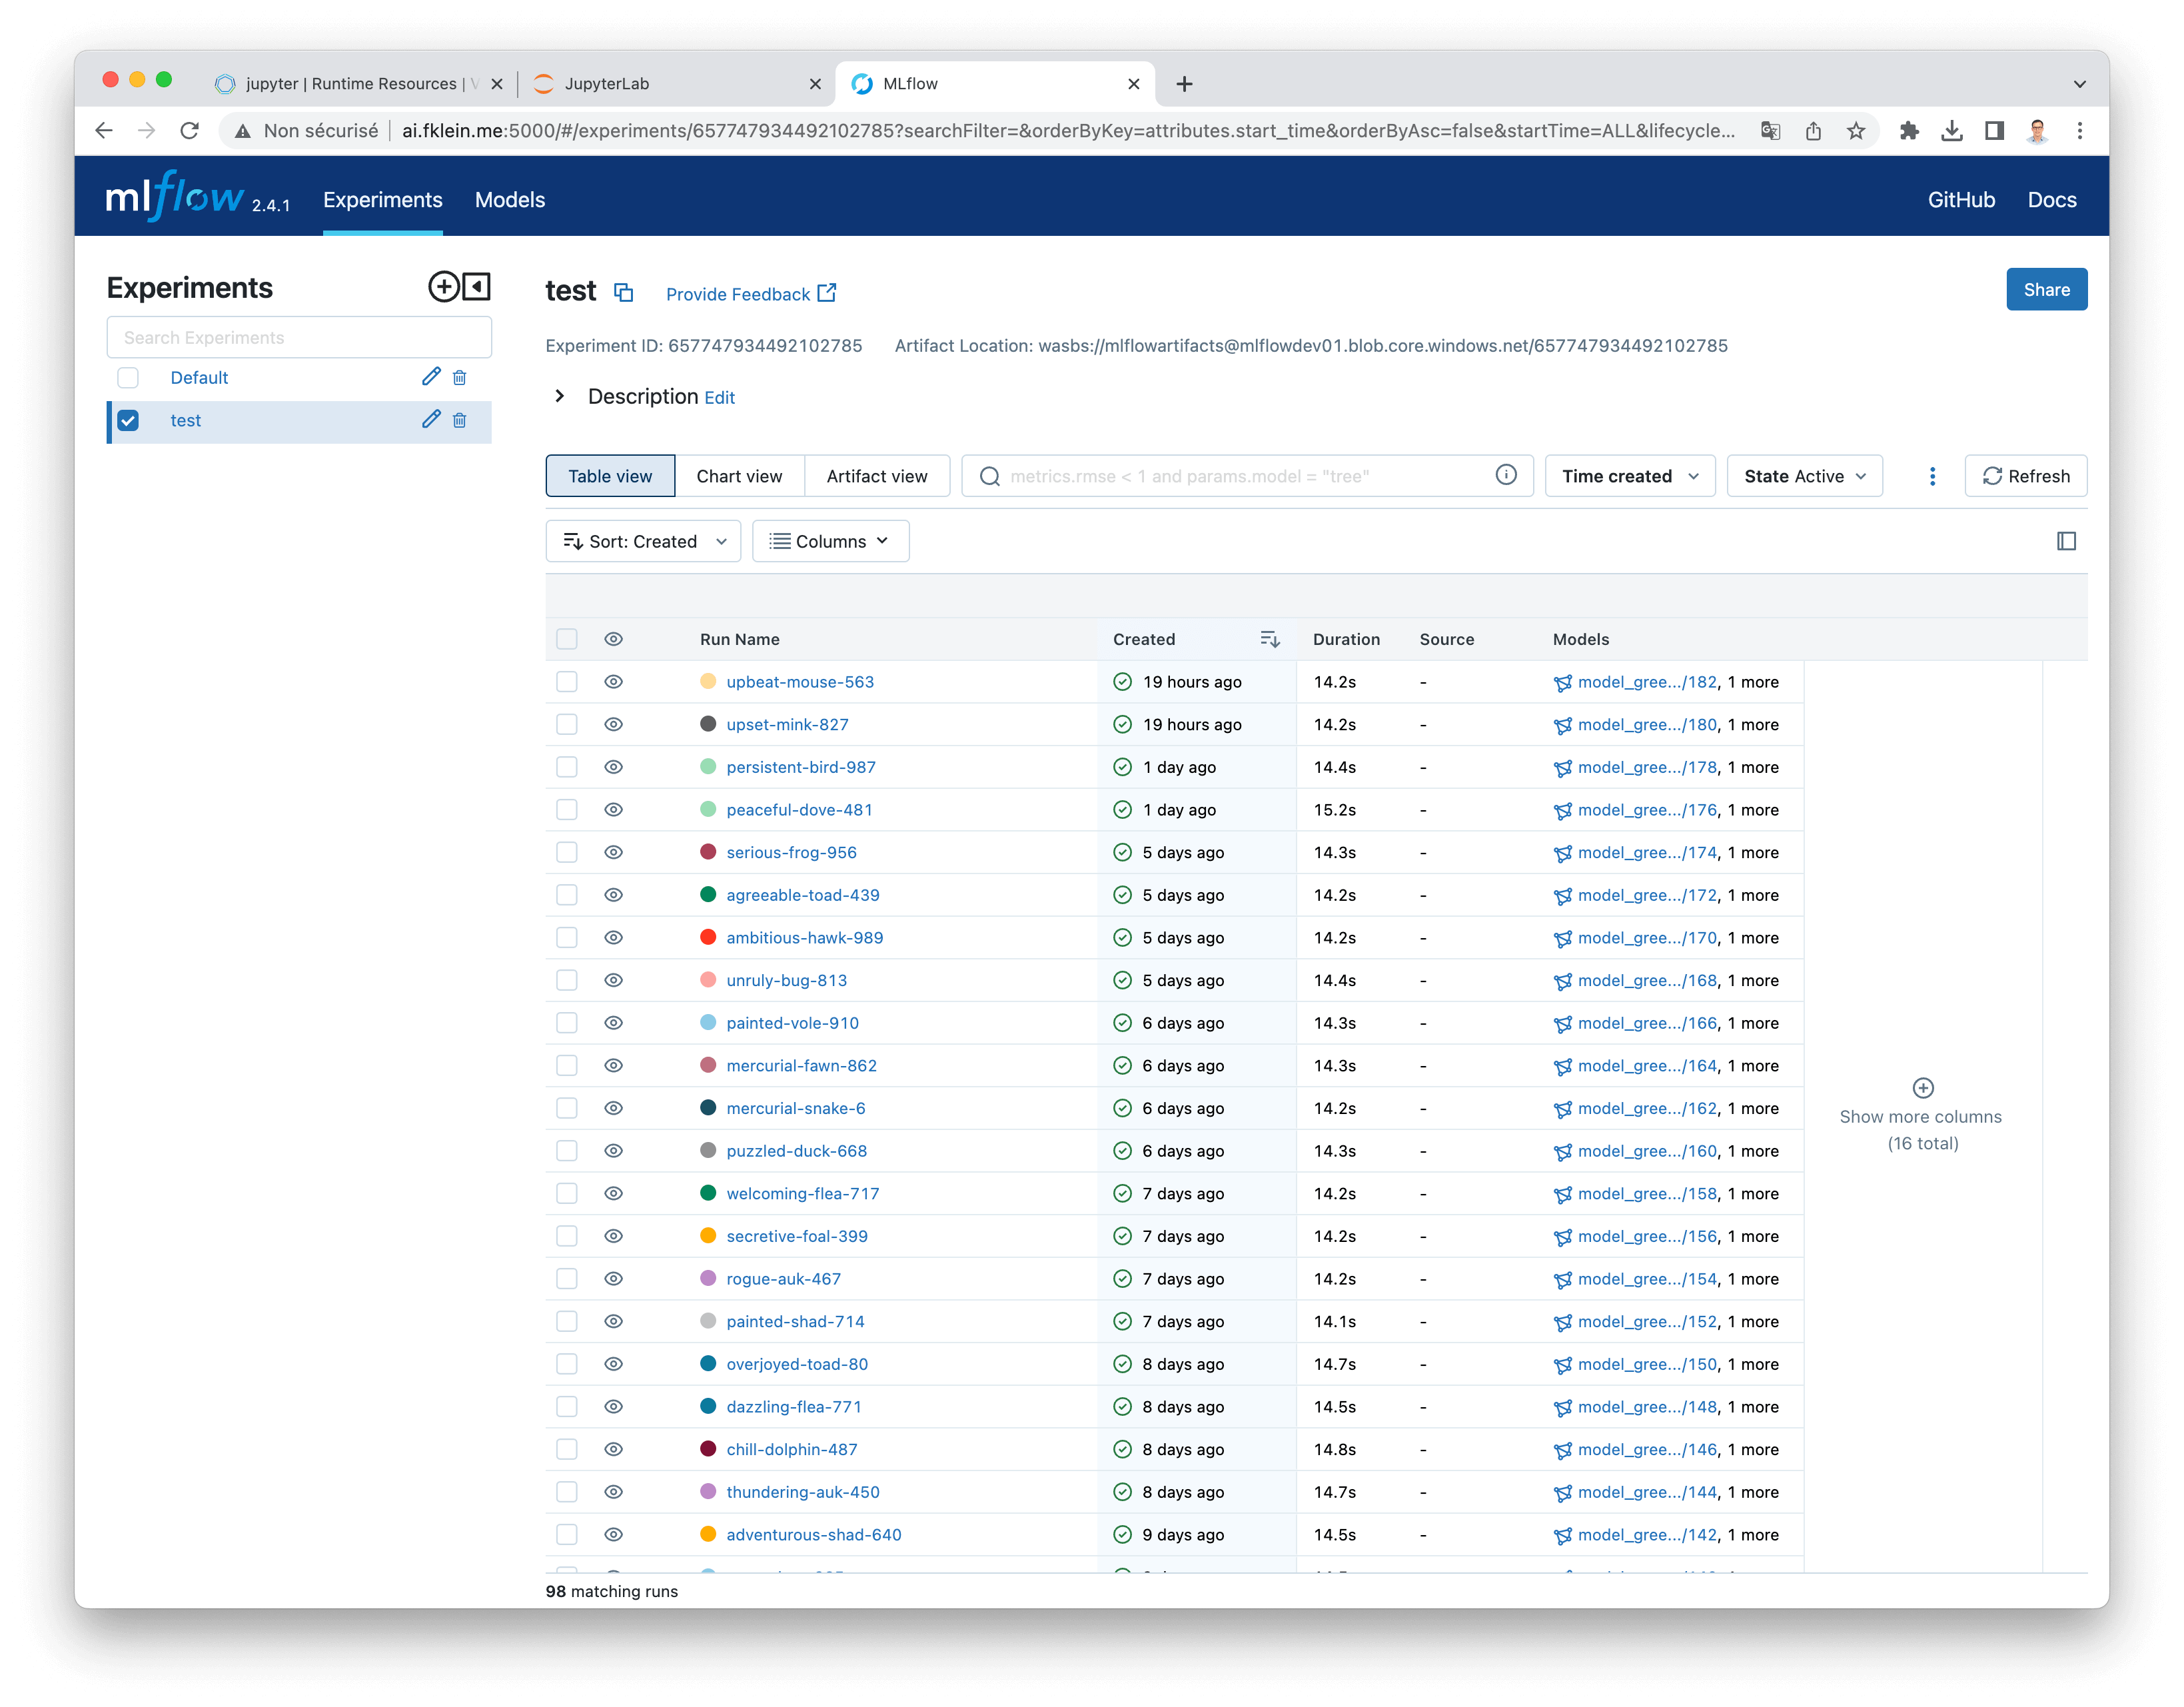 jupyter | Runtime Resources |
JupyterLab
MLflow
Non sécurisé
ai.fklein.me:5000/#/experiments/657747934492102785?searchFilter=&orderByKey=attributes.start_time&orderByAsc=false&startTime=ALL&lifecycle...
mlflow 2.4.1
Experiments
Models
GitHub
Docs
Experiments
Search Experiments
Default
test
test
Provide Feedback
Share
Experiment ID: 657747934492102785
Artifact Location: wasbs://mlflowartifacts@mlflowdev01.blob.core.windows.net/657747934492102785
Description Edit
Table view
Chart view
Artifact view
metrics.rmse < 1 and params.model = "tree"
Time created
State Active
Refresh
Sort: Created
Columns
Run Name Created Duration Source Models
upbeat-mouse-563 19 hours ago 14.2s - model_gree.../182, 1 more
upset-mink-827 19 hours ago 14.2s - model_gree.../180, 1 more
persistent-bird-987 1 day ago 14.4s - model_gree.../178, 1 more
peaceful-dove-481 1 day ago 15.2s - model_gree.../176, 1 more
serious-frog-956 5 days ago 14.3s - model_gree.../174, 1 more
agreeable-toad-439 5 days ago 14.2s - model_gree.../172, 1 more
ambitious-hawk-989 5 days ago 14.2s - model_gree.../170, 1 more
unruly-bug-813 5 days ago 14.4s - model_gree.../168, 1 more
painted-vole-910 6 days ago 14.3s - model_gree.../166, 1 more
mercurial-fawn-862 6 days ago 14.3s - model_gree.../164, 1 more
mercurial-snake-6 6 days ago 14.2s - model_gree.../162, 1 more
puzzled-duck-668 6 days ago 14.3s - model_gree.../160, 1 more
welcoming-flea-717 7 days ago 14.2s - model_gree.../158, 1 more
secretive-foal-399 7 days ago 14.2s - model_gree.../156, 1 more
rogue-auk-467 7 days ago 14.2s - model_gree.../154, 1 more
painted-shad-714 7 days ago 14.1s - model_gree.../152, 1 more
overjoyed-toad-80 8 days ago 14.7s - model_gree.../150, 1 more
dazzling-flea-771 8 days ago 14.5s - model_gree.../148, 1 more
chill-dolphin-487 8 days ago 14.8s - model_gree.../146, 1 more
thundering-auk-450 8 days ago 14.7s - model_gree.../144, 1 more
adventurous-shad-640 9 days ago 14.5s - model_gree.../142, 1 more
Show more columns
(16 total)
98 matching runs